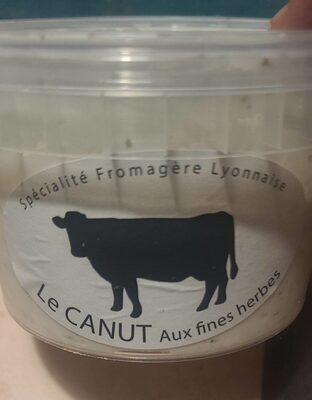 Spécialité Fromagère Lyonnaise
Le CANUT Aux fines herbes